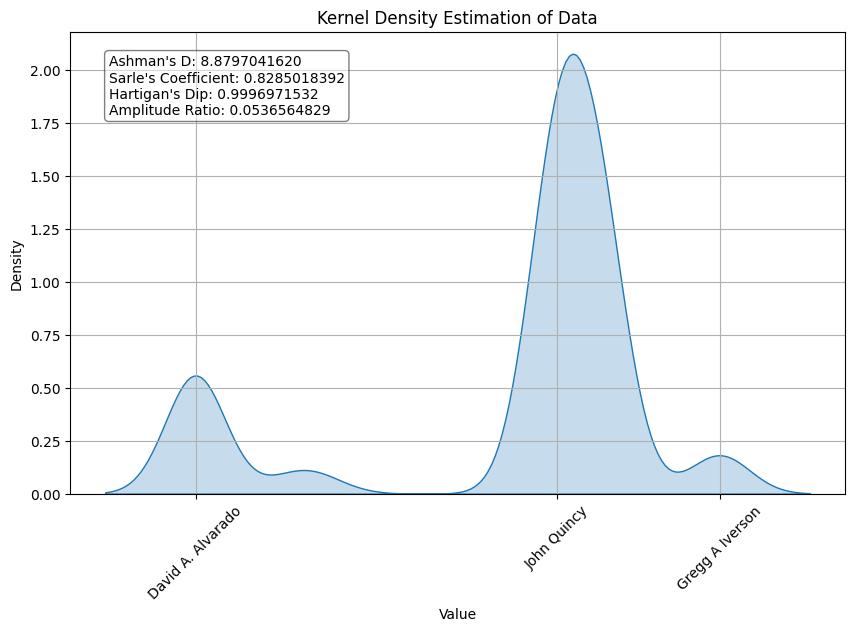 Kernel Density Estimation of Data
Ashman's D: 8.8797041620
Sarle's Coefficient: 0.8285018392
Hartigan's Dip: 0.9996971532
Amplitude Ratio: 0.0536564829
Density
2.00
1.75
1.50
1.25
1.00
0.75
0.50
0.25
0.00
David A. Alvarado
John Quincy
Gregg A Iverson
Value